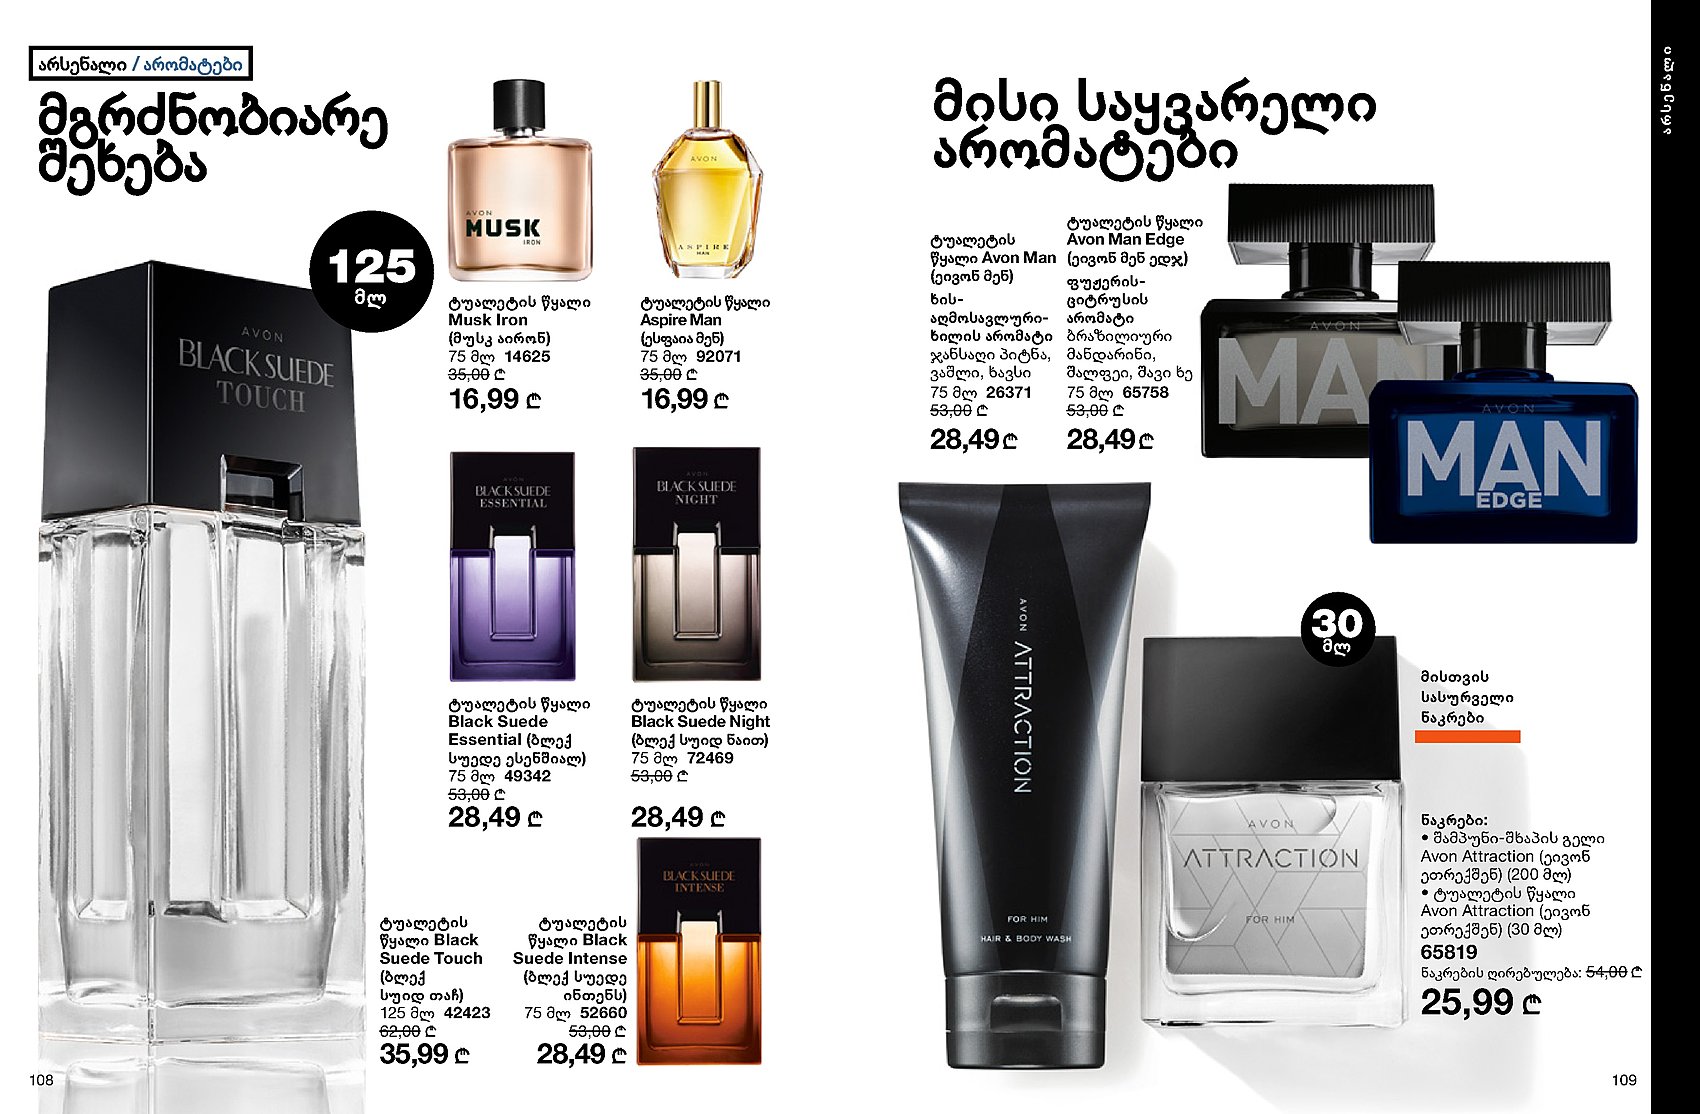 არსენალი / არომატები
მგრძნობიარე
შეხება
125
მლ
AVON
BLACK SUEDE
TOUCH
AVON
MUSK
IRON
ტუალეტის წყალი
Musk Iron
(მუსკ აირონ)
75 მლ 14625
35,00 ₾
16,99 ₾
AVON
ASPIRE
MAN
ტუალეტის წყალი
Aspire Man
(ესფაია მენ)
75 მლ 92071
35,00 ₾
16,99 ₾
AVON
BLACK SUEDE
ESSENTIAL
ტუალეტის წყალი
Black Suede
Essential (ბლექ
სუედე ესენშიალ)
75 მლ 49342
53,00 ₾
28,49 ₾
AVON
BLACK SUEDE
NIGHT
ტუალეტის წყალი
Black Suede Night
(ბლექ სუიდ ნაით)
75 მლ 72469
53,00 ₾
28,49 ₾
ტუალეტის
წყალი Black
Suede Touch
(ბლექ
სუიდ თაჩ)
125 მლ 42423
62,00 ₾
35,99 ₾
ტუალეტის
წყალი Black
Suede Intense
(ბლექ სუედე
ინთენს)
75 მლ 52660
53,00 ₾
28,49 ₾
AVON
BLACK SUEDE
INTENSE
108
მისი საყვარელი
არომატები
ტუალეტის
წყალი Avon Man
(ეივონ მენ)
ხის-
აღმოსავლური-
ხილის არომატი
ჯანსაღი პიტნა,
ვაშლი, ხავსი
75 მლ 26371
53,00 ₾
28,49 ₾
ტუალეტის წყალი
Avon Man Edge
(ეივონ მენ ედჯ)
ფუჟერის-
ციტრუსის
არომატი
ბრაზილიური
მანდარინი,
შალფეი, შავი ხე
75 მლ 65758
53,00 ₾
28,49 ₾
AVON
MAN
AVON
MAN
EDGE
AVON ATTRACTION
FOR HIM
HAIR & BODY WASH
30
მლ
AVON
ATTRACTION
FOR HIM
მისთვის
სასურველი
ნაკრები
ნაკრები:
• შამპუნი-შხაპის გელი
Avon Attraction (ეივონ
ეთრექშენ) (200 მლ)
• ტუალეტის წყალი
Avon Attraction (ეივონ
ეთრექშენ) (30 მლ)
65819
ნაკრების ღირებულება: 54,00 ₾
25,99 ₾
109
არსენალი